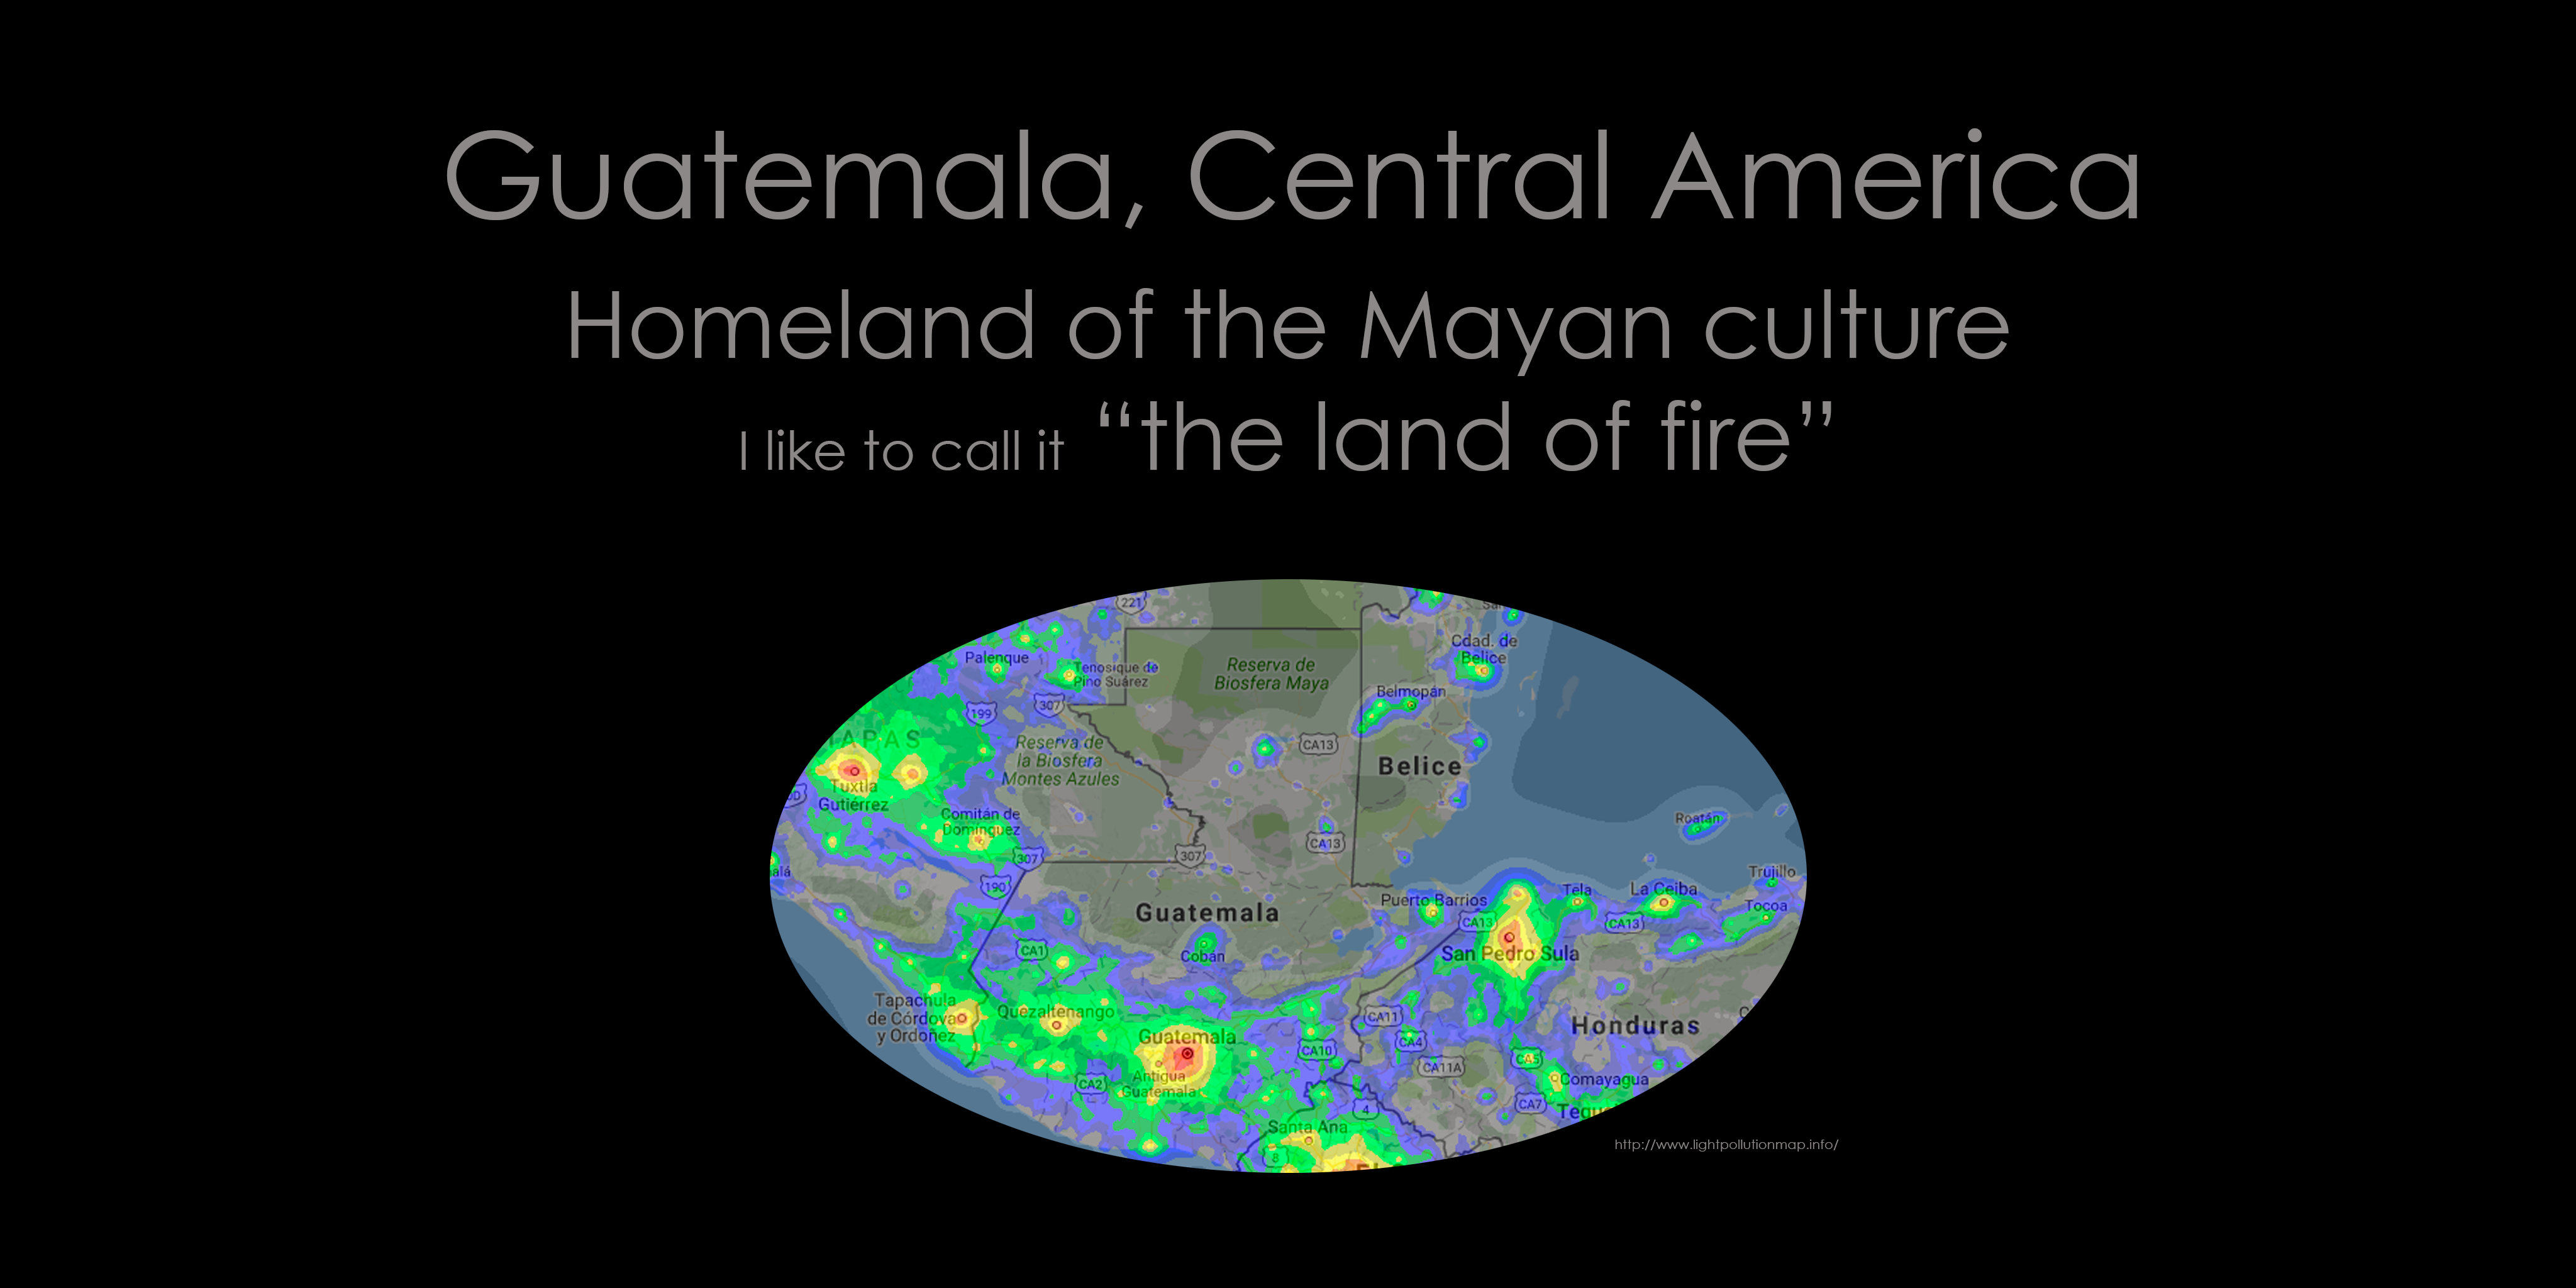 Guatemala, Central America
Homeland of the Mayan culture
I like to call it “the land of fire”
221
Cdad. de
Belice
Palenque
Tenosique de
Pino Suárez
Reserva de
Biosfera Maya
Belmopán
307
199
APAS
Reserva de
la Biosfera
Montes Azules
CA13
Belice
Tuxtla
Gutiérrez
Comitán de
Domínguez
Roatán
CA13
307
307
190
alá
Trujillo
Tela
La Ceiba
Puerto Barrios
Tocoa
Guatemala
CA13
CA13
CA1
Cobán
San Pedro Sula
Tapachula
de Córdova
y Ordoñez
Quezaltenango
CA11
Honduras
Guatemala
CA10
CA4
CA5
CA11A
Antigua
Guatemala
CA2
Comayagua
CA7
4
Santa Ana
8
http://www.lightpollutionmap.info/